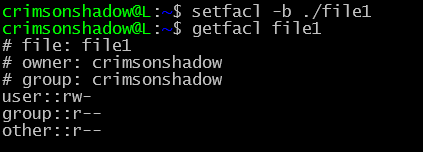 crimsonshadow@L:~$ setfacl -b ./file1
crimsonshadow@L:~$ getfacl file1
# file: file1
# owner: crimsonshadow
# group: crimsonshadow
user::rw-
group::r--
other::r--